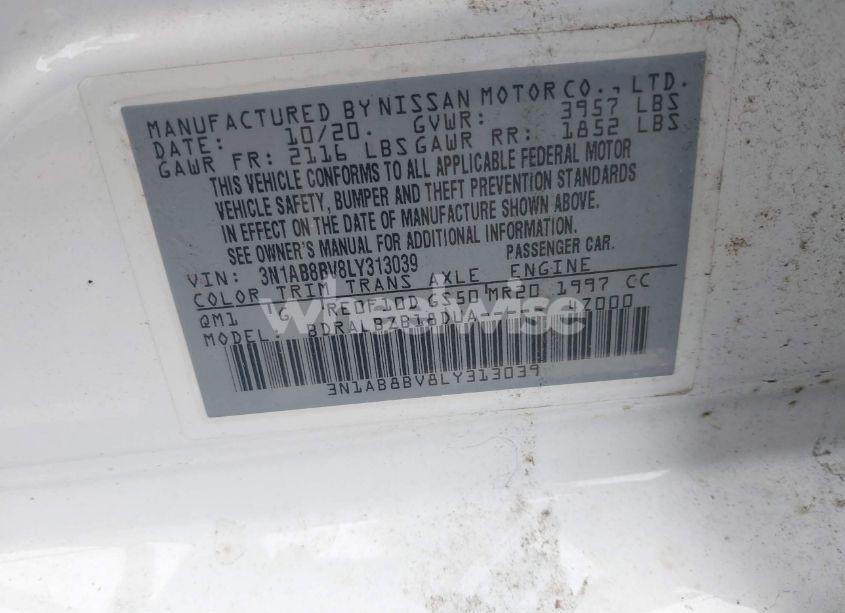 MANUFACTURED BY NISSAN MOTOR CO., LTD.
DATE: 10/20. GVWR: 3957 LBS
GAWR FR: 2116 LBS GAWR RR: 1852 LBS
THIS VEHICLE CONFORMS TO ALL APPLICABLE FEDERAL MOTOR
VEHICLE SAFETY, BUMPER AND THEFT PREVENTION STANDARDS
IN EFFECT ON THE DATE OF MANUFACTURE SHOWN ABOVE.
SEE OWNER'S MANUAL FOR ADDITIONAL INFORMATION.
VIN: 3N1AB8BV8LY313039 PASSENGER CAR.
COLOR TRIM TRANS AXLE ENGINE
QM1 G RE0F10D GS50 MR20 1997 CC
MODEL:
wheelwise
3N1AB8BV8LY313039